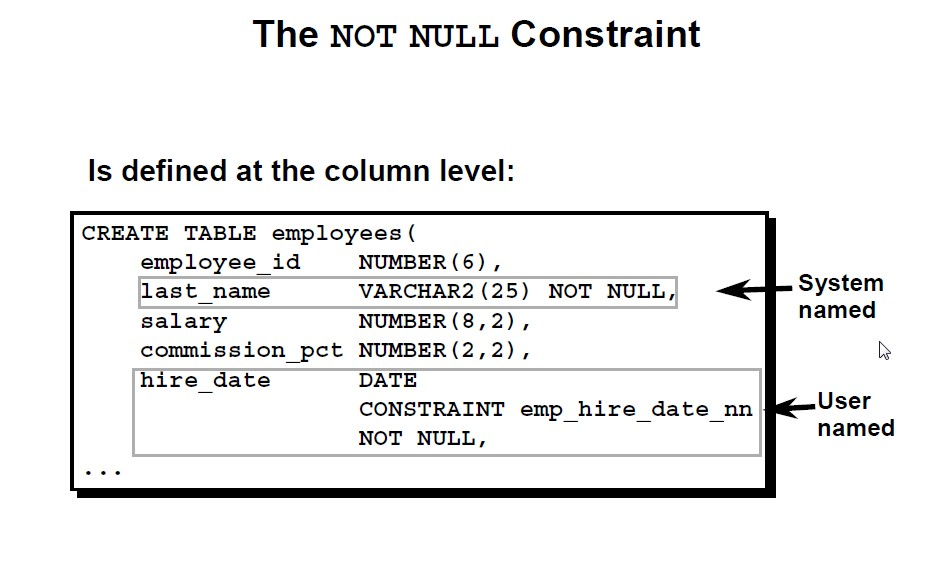 The NOT NULL Constraint
Is defined at the column level:
CREATE TABLE employees(
employee_id NUMBER(6),
last_name VARCHAR2(25) NOT NULL,
salary NUMBER(8,2),
commission_pct NUMBER(2,2),
hire_date DATE
CONSTRAINT emp_hire_date_nn
NOT NULL,
...
System
named
User
named